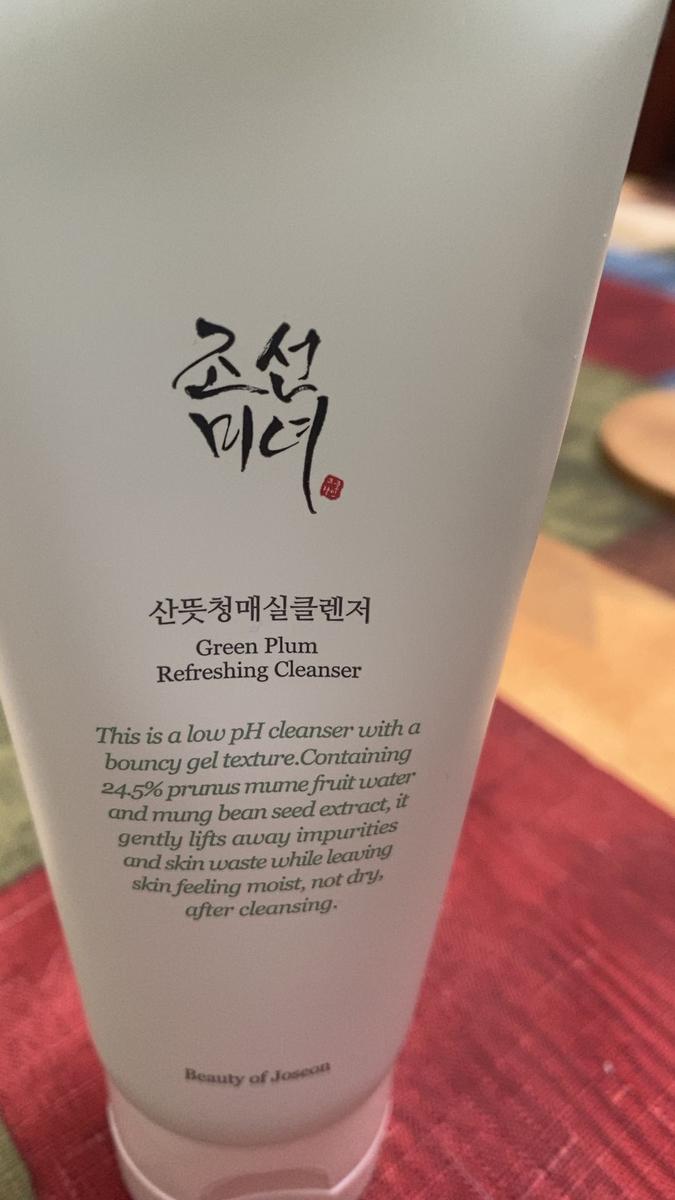 조선
미녀
산뜻청매실클렌저
Green Plum
Refreshing Cleanser
This is a low pH cleanser with a
bouncy gel texture.Containing
24.5% prunus mume fruit water
and mung bean seed extract, it
gently lifts away impurities
and skin waste while leaving
skin feeling moist, not dry,
after cleansing.
Beauty of Joseon